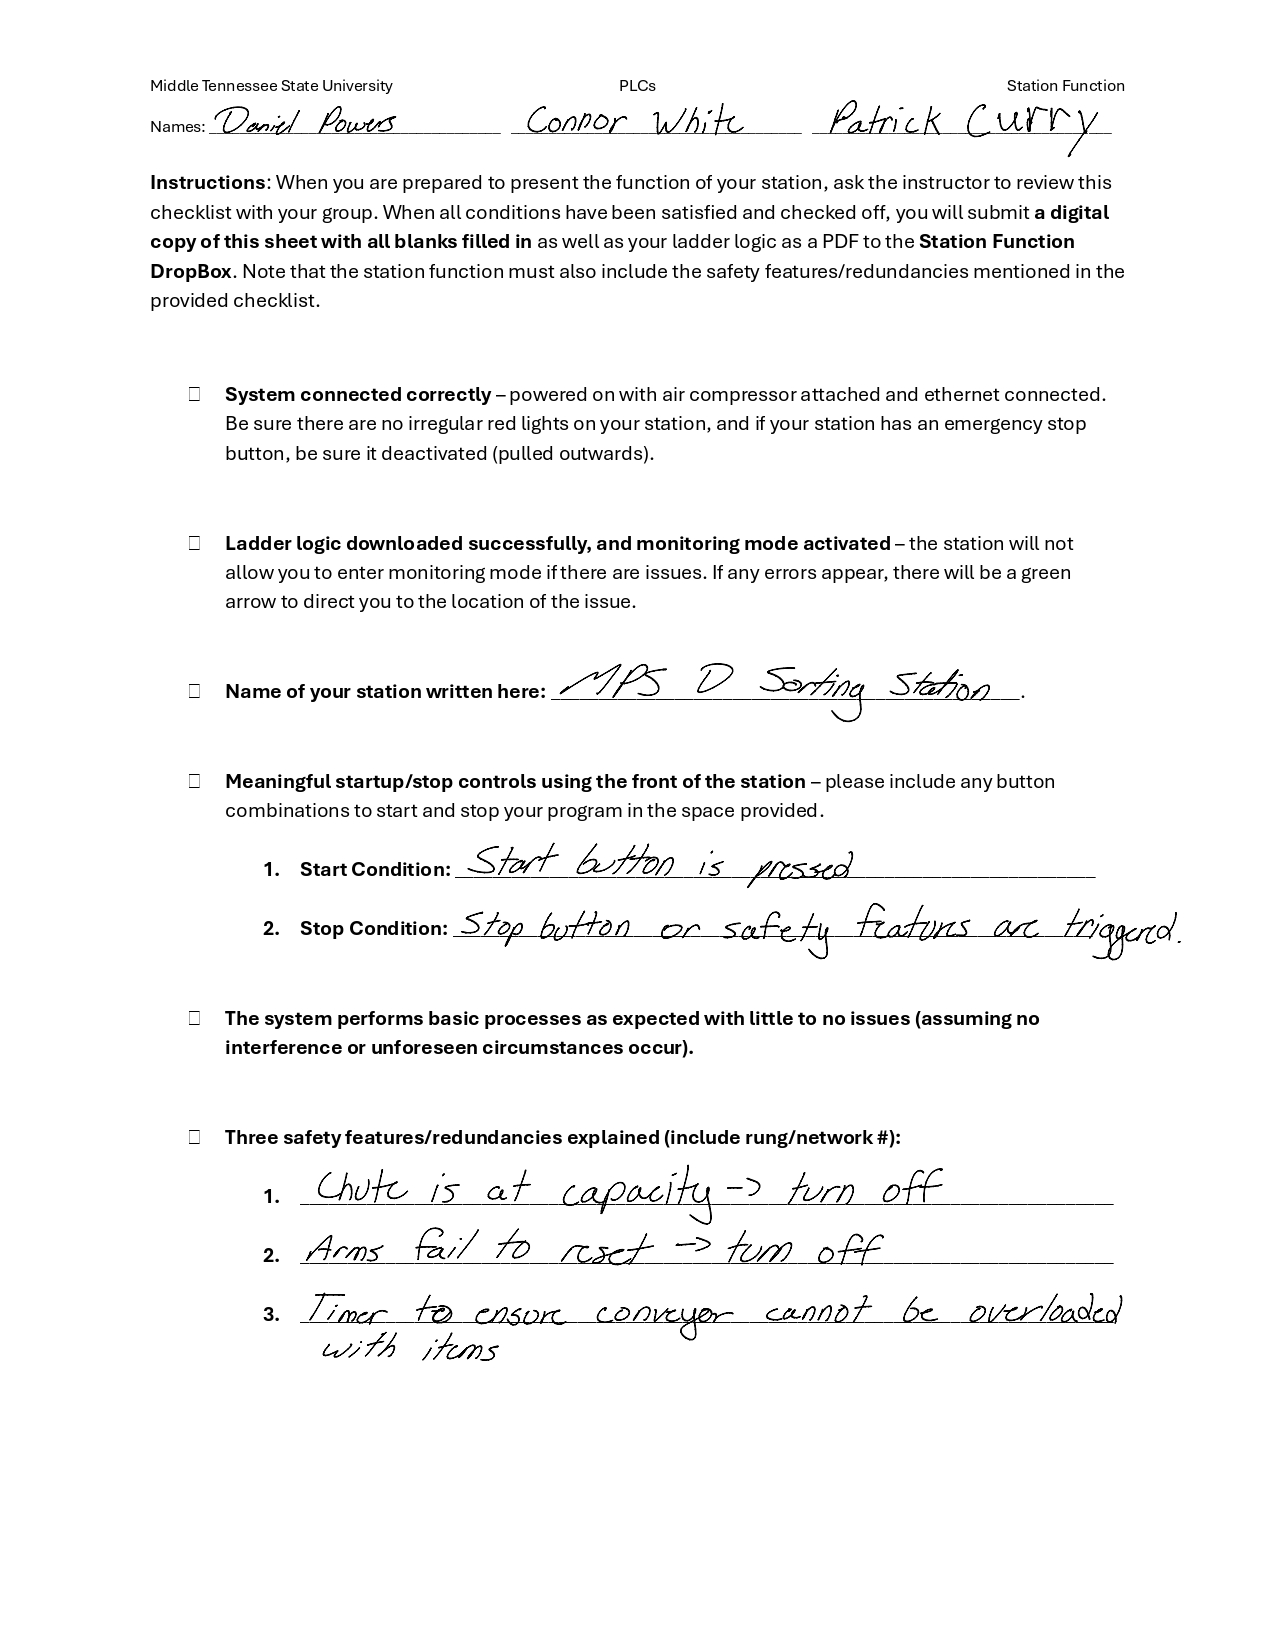 Middle Tennessee State University PLCs Station Function
Names: Daniel Powers Connor White Patrick Curry
Instructions: When you are prepared to present the function of your station, ask the instructor to review this
checklist with your group. When all conditions have been satisfied and checked off, you will submit a digital
copy of this sheet with all blanks filled in as well as your ladder logic as a PDF to the Station Function
DropBox. Note that the station function must also include the safety features/redundancies mentioned in the
provided checklist.
☐ System connected correctly – powered on with air compressor attached and ethernet connected.
Be sure there are no irregular red lights on your station, and if your station has an emergency stop
button, be sure it deactivated (pulled outwards).
☐ Ladder logic downloaded successfully, and monitoring mode activated – the station will not
allow you to enter monitoring mode if there are issues. If any errors appear, there will be a green
arrow to direct you to the location of the issue.
☐ Name of your station written here: MPS D Sorting Station.
☐ Meaningful startup/stop controls using the front of the station – please include any button
combinations to start and stop your program in the space provided.
1. Start Condition: Start button is pressed
2. Stop Condition: Stop button or safety features are triggered.
☐ The system performs basic processes as expected with little to no issues (assuming no
interference or unforeseen circumstances occur).
☐ Three safety features/redundancies explained (include rung/network #):
1. Chute is at capacity -> turn off
2. Arms fail to reset -> turn off
3. Timer to ensure conveyor cannot be overloaded
with items